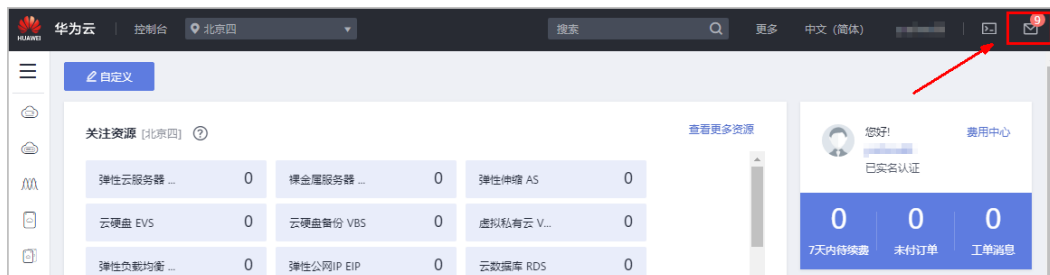 9
HUAWEI 华为云 控制台 北京四 搜索 更多 中文 (简体)
自定义
关注资源 [北京四] ? 查看更多资源
您好! 费用中心
已实名认证
弹性云服务器 ... 0 裸金属服务器 ... 0 弹性伸缩 AS 0
云硬盘 EVS 0 云硬盘备份 VBS 0 虚拟私有云 V... 0
弹性负载均衡 ... 0 弹性公网IP EIP 0 云数据库 RDS 0
0 0 0
7天内待续费 未付订单 工单消息